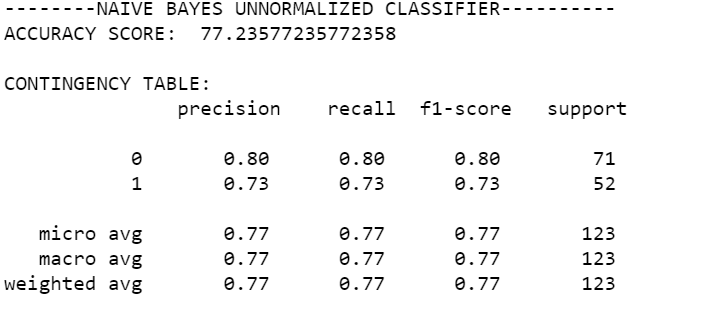 --------NAIVE BAYES UNNORMALIZED CLASSIFIER----------
ACCURACY SCORE:  77.23577235772358
CONTINGENCY TABLE:
precision    recall  f1-score   support
0       0.80      0.80      0.80        71
1       0.73      0.73      0.73        52
micro avg       0.77      0.77      0.77       123
macro avg       0.77      0.77      0.77       123
weighted avg       0.77      0.77      0.77       123